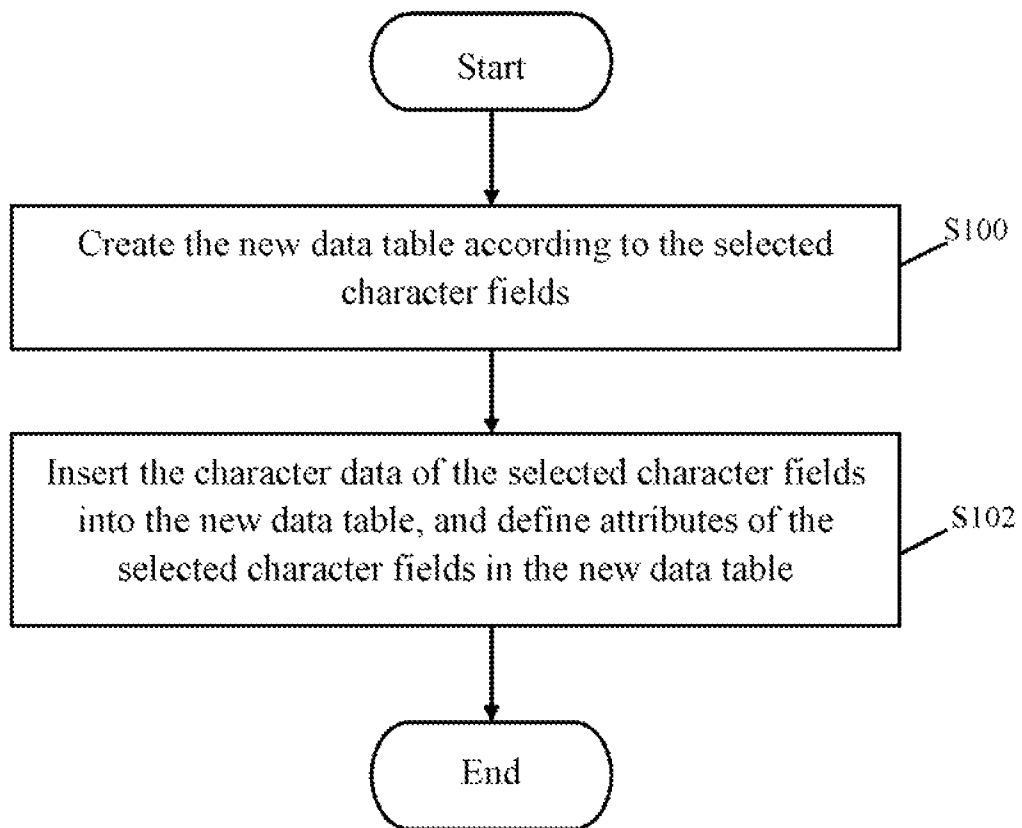 Start
Create the new data table according to the selected
character fields
S100
Insert the character data of the selected character fields
into the new data table, and define attributes of the
selected character fields in the new data table
S102
End